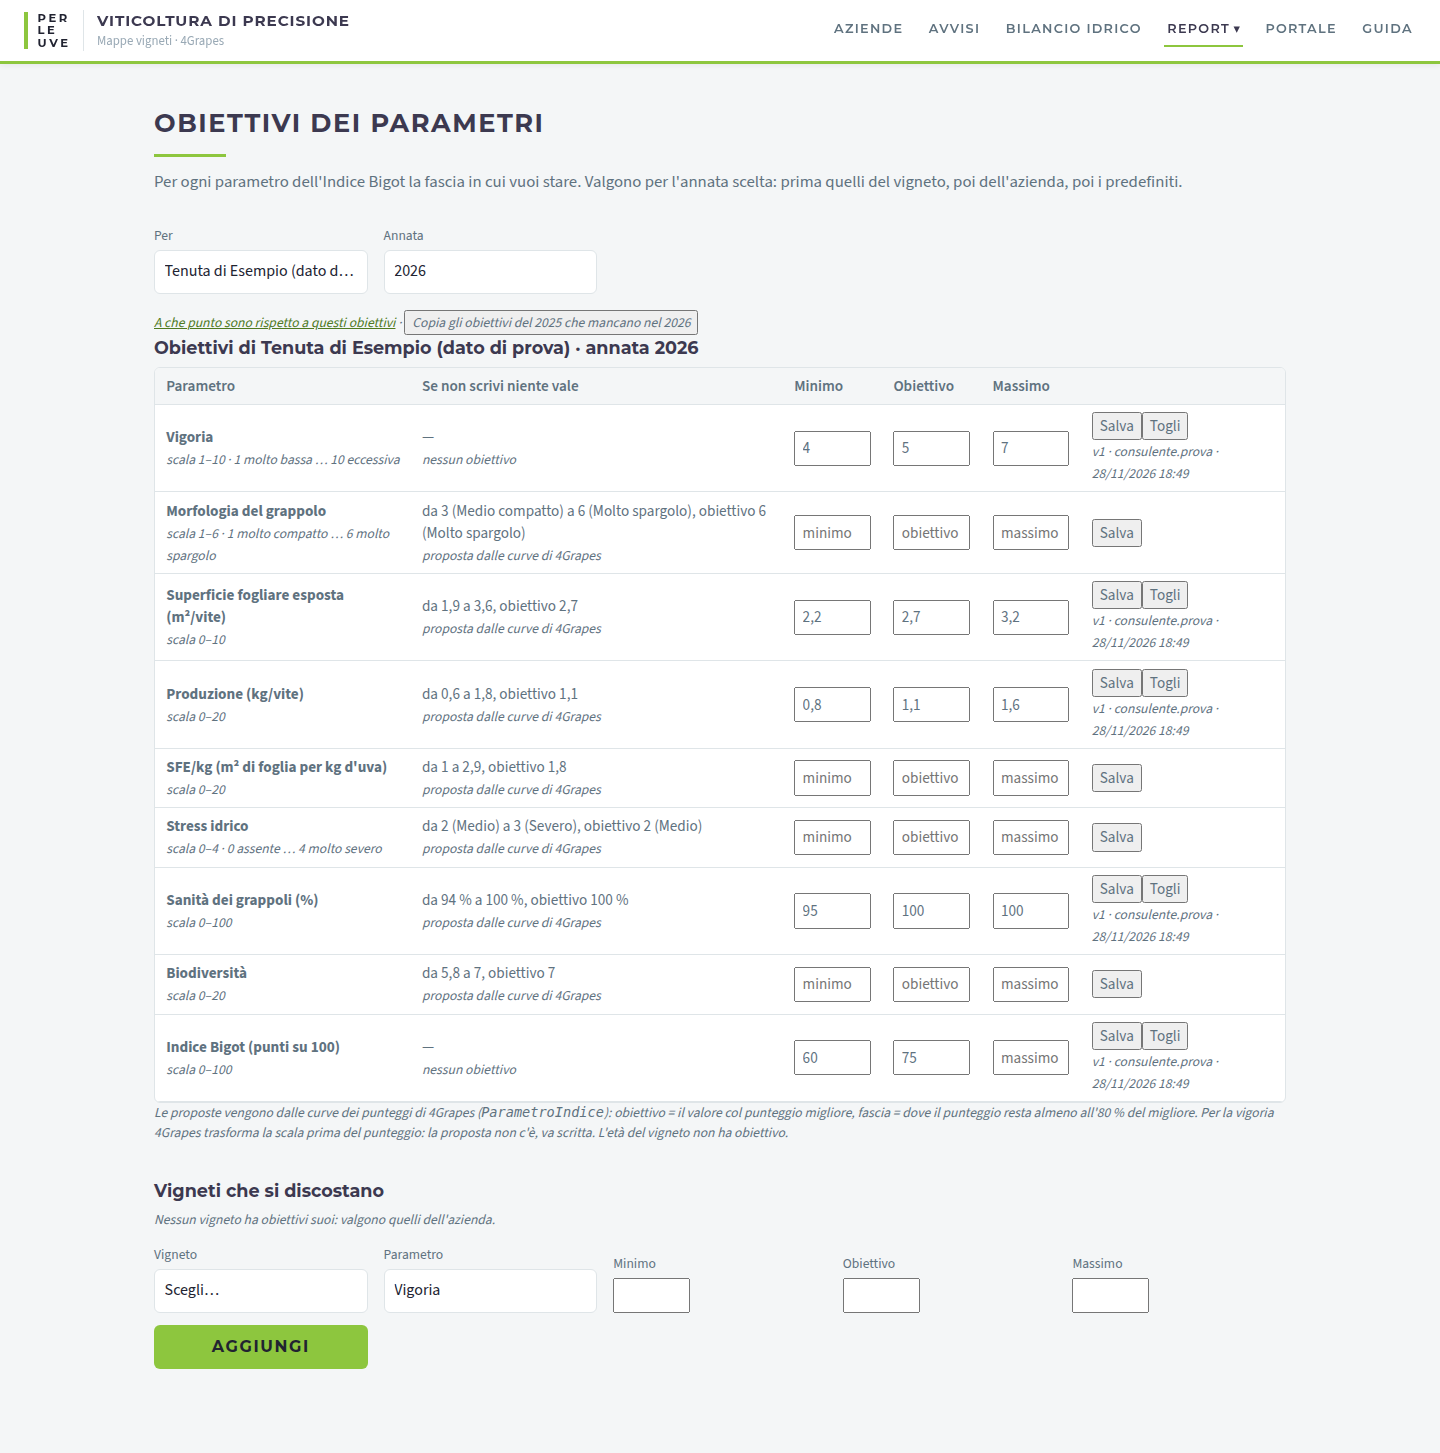 PER
LE
UVE
VITICOLTURA DI PRECISIONE
Mappe vigneti · 4Grapes
AZIENDE AVVISI BILANCIO IDRICO REPORT ▾ PORTALE GUIDA
OBIETTIVI DEI PARAMETRI
Per ogni parametro dell'Indice Bigot la fascia in cui vuoi stare. Valgono per l'annata scelta: prima quelli del vigneto, poi dell'azienda, poi i predefiniti.
Per Annata
Tenuta di Esempio (dato d… 2026
A che punto sono rispetto a questi obiettivi · Copia gli obiettivi del 2025 che mancano nel 2026
Obiettivi di Tenuta di Esempio (dato di prova) · annata 2026
Parametro Se non scrivi niente vale Minimo Obiettivo Massimo
Vigoria
scala 1–10 · 1 molto bassa … 10 eccessiva
—
nessun obiettivo
4 5 7
Salva Togli
v1 · consulente.prova ·
28/11/2026 18:49
Morfologia del grappolo
scala 1–6 · 1 molto compatto … 6 molto
spargolo
da 3 (Medio compatto) a 6 (Molto spargolo), obiettivo 6
(Molto spargolo)
proposta dalle curve di 4Grapes
minimo obiettivo massimo
Salva
Superficie fogliare esposta
(m²/vite)
scala 0–10
da 1,9 a 3,6, obiettivo 2,7
proposta dalle curve di 4Grapes
2,2 2,7 3,2
Salva Togli
v1 · consulente.prova ·
28/11/2026 18:49
Produzione (kg/vite)
scala 0–20
da 0,6 a 1,8, obiettivo 1,1
proposta dalle curve di 4Grapes
0,8 1,1 1,6
Salva Togli
v1 · consulente.prova ·
28/11/2026 18:49
SFE/kg (m² di foglia per kg d'uva)
scala 0–20
da 1 a 2,9, obiettivo 1,8
proposta dalle curve di 4Grapes
minimo obiettivo massimo
Salva
Stress idrico
scala 0–4 · 0 assente … 4 molto severo
da 2 (Medio) a 3 (Severo), obiettivo 2 (Medio)
proposta dalle curve di 4Grapes
minimo obiettivo massimo
Salva
Sanità dei grappoli (%)
scala 0–100
da 94 % a 100 %, obiettivo 100 %
proposta dalle curve di 4Grapes
95 100 100
Salva Togli
v1 · consulente.prova ·
28/11/2026 18:49
Biodiversità
scala 0–20
da 5,8 a 7, obiettivo 7
proposta dalle curve di 4Grapes
minimo obiettivo massimo
Salva
Indice Bigot (punti su 100)
scala 0–100
—
nessun obiettivo
60 75 massimo
Salva Togli
v1 · consulente.prova ·
28/11/2026 18:49
Le proposte vengono dalle curve dei punteggi di 4Grapes (ParametroIndice): obiettivo = il valore col punteggio migliore, fascia = dove il punteggio resta almeno all'80 % del migliore. Per la vigoria
4Grapes trasforma la scala prima del punteggio: la proposta non c'è, va scritta. L'età del vigneto non ha obiettivo.
Vigneti che si discostano
Nessun vigneto ha obiettivi suoi: valgono quelli dell'azienda.
Vigneto Parametro Minimo Obiettivo Massimo
Scegli… Vigoria
AGGIUNGI